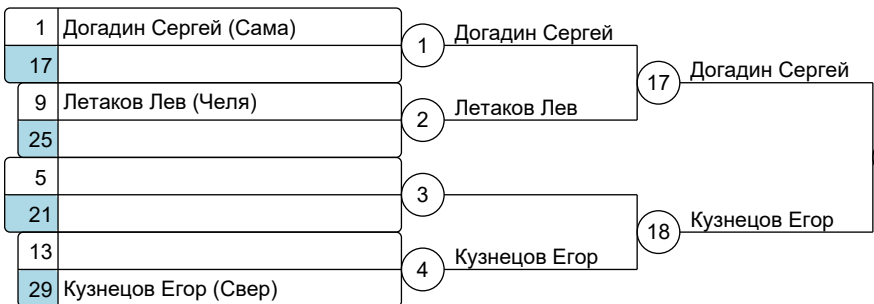 1 Догадин Сергей (Сама)
17
9 Летаков Лев (Челя)
25
5
21
13
29 Кузнецов Егор (Свер)
1 Догадин Сергей
2 Летаков Лев
3
4 Кузнецов Егор
17 Догадин Сергей
18 Кузнецов Егор